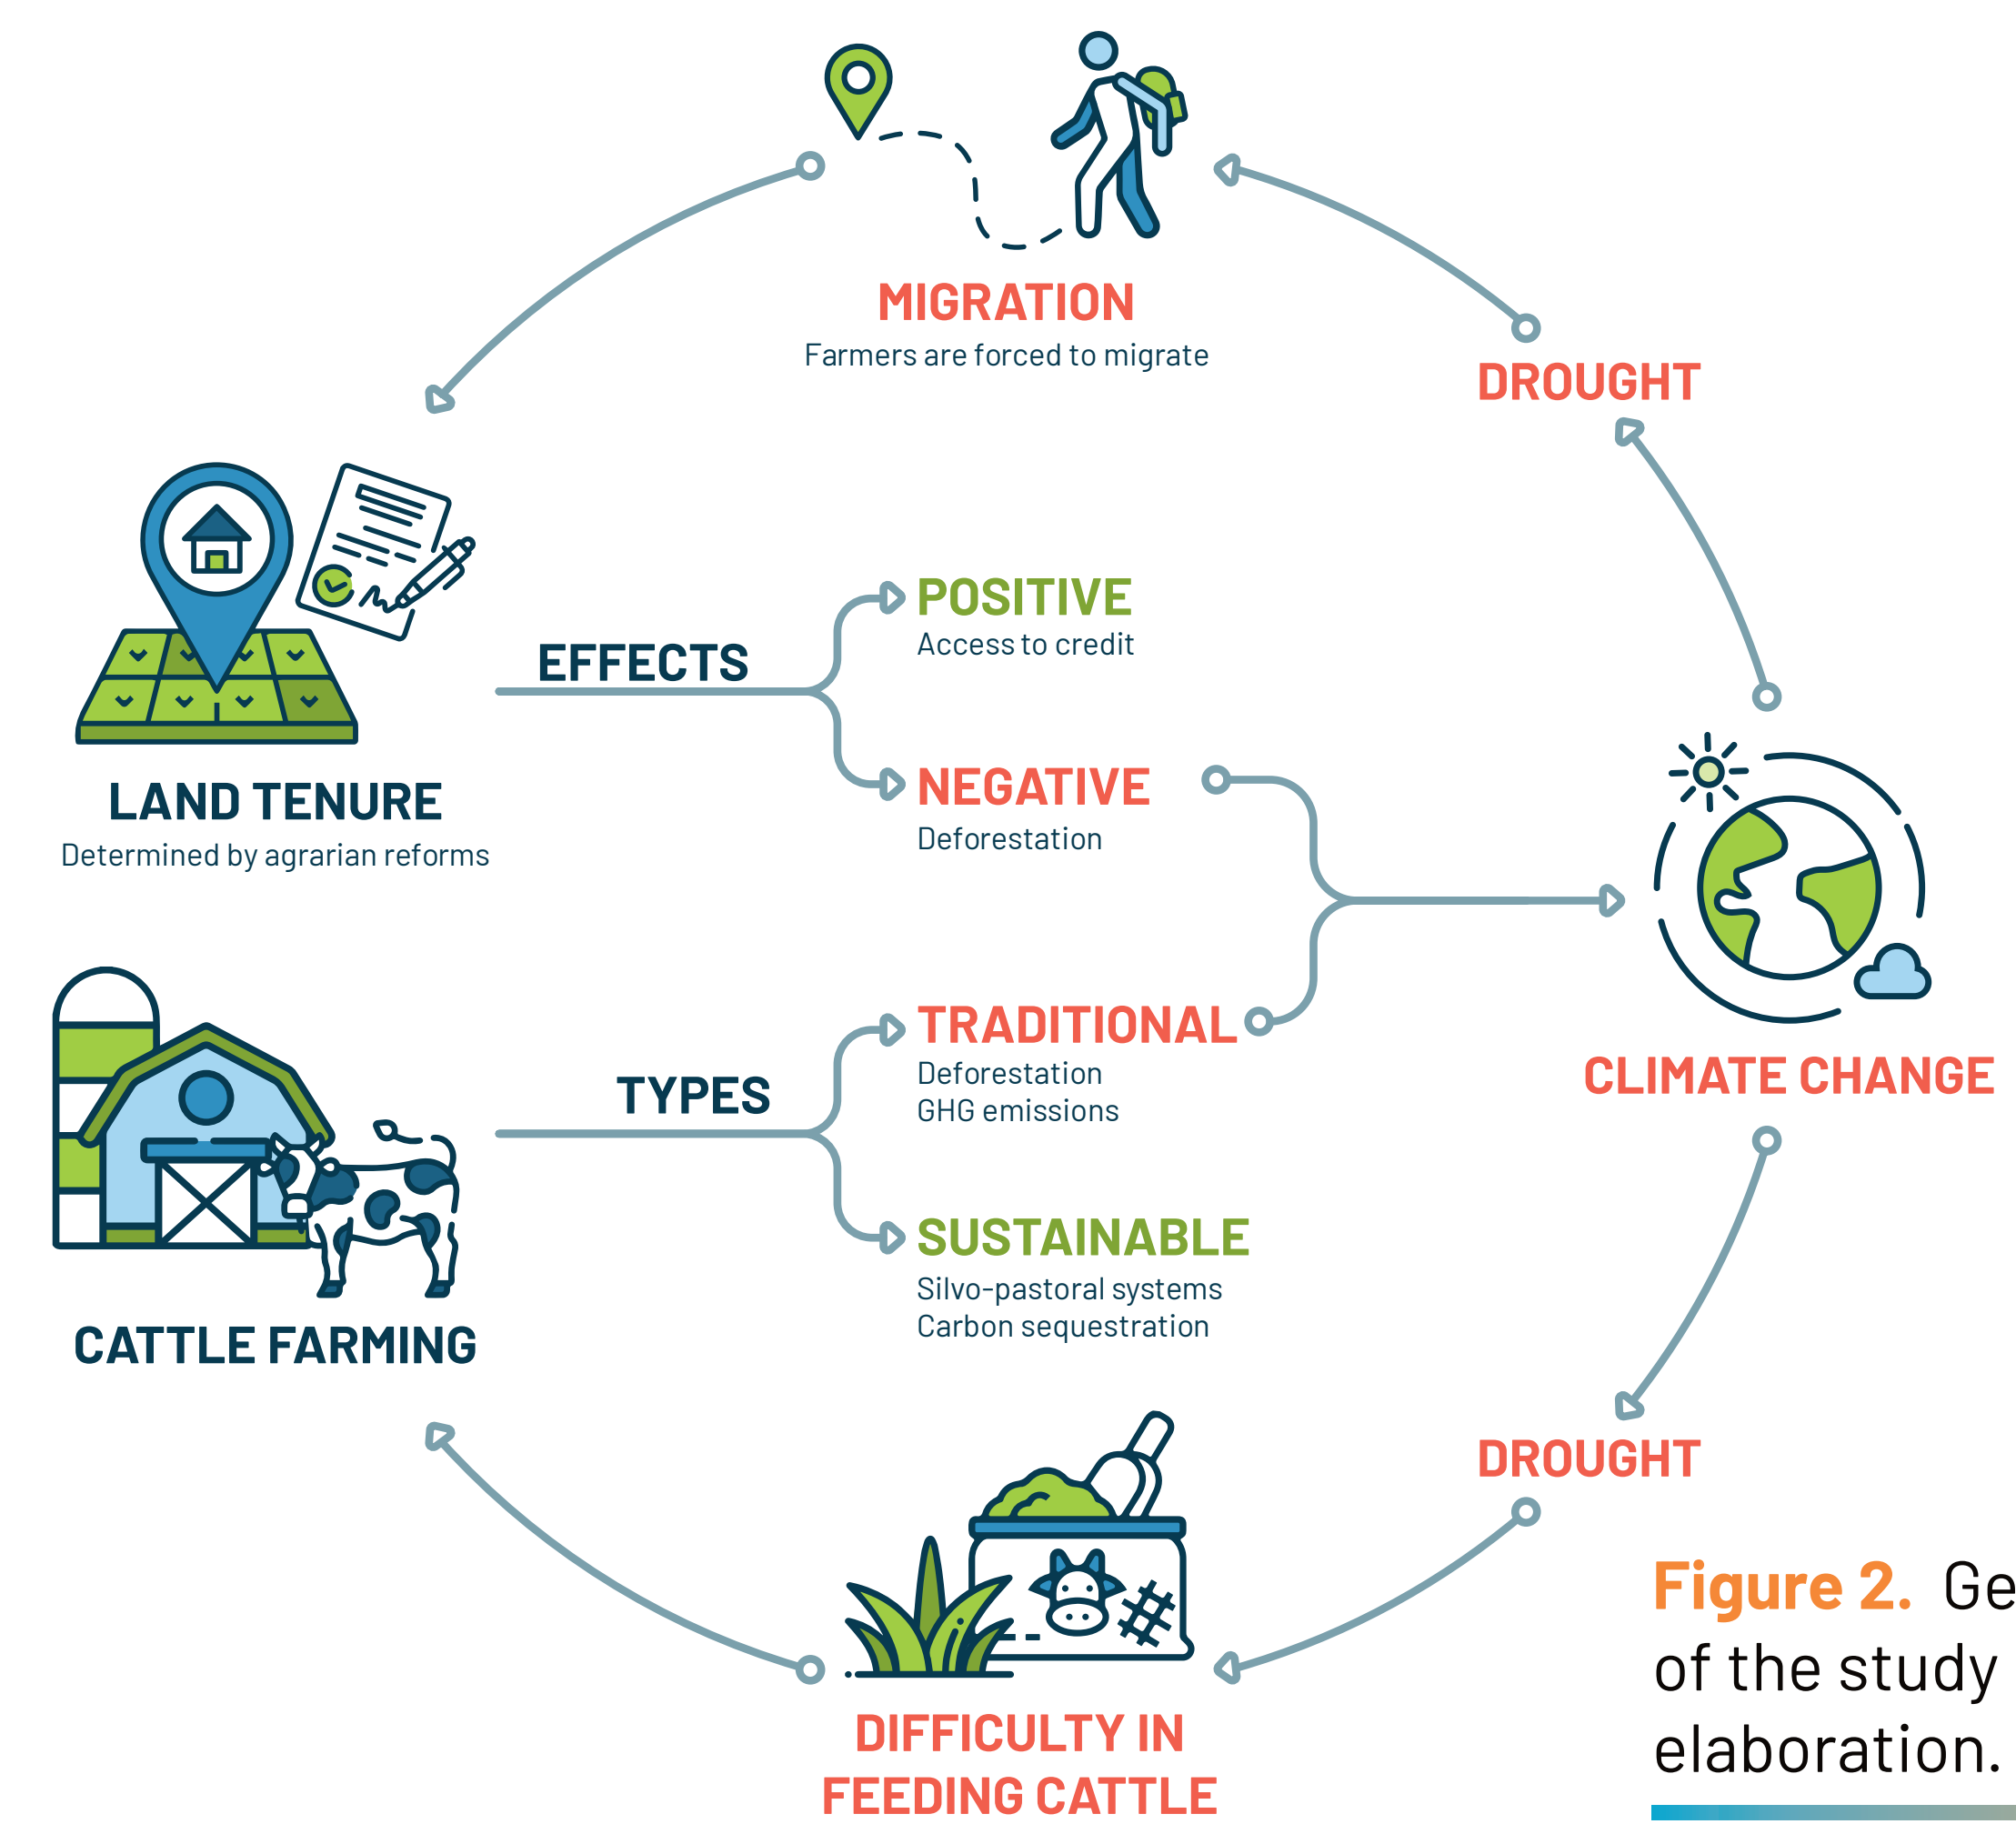 MIGRATION
Farmers are forced to migrate
DROUGHT
EFFECTS
POSITIVE
Access to credit
NEGATIVE
Deforestation
LAND TENURE
Determined by agrarian reforms
TYPES
TRADITIONAL
Deforestation
GHG emissions
SUSTAINABLE
Silvo-pastoral systems
Carbon sequestration
CLIMATE CHANGE
CATTLE FARMING
DROUGHT
DIFFICULTY IN
FEEDING CATTLE
Figure 2.
of the study
elaboration.